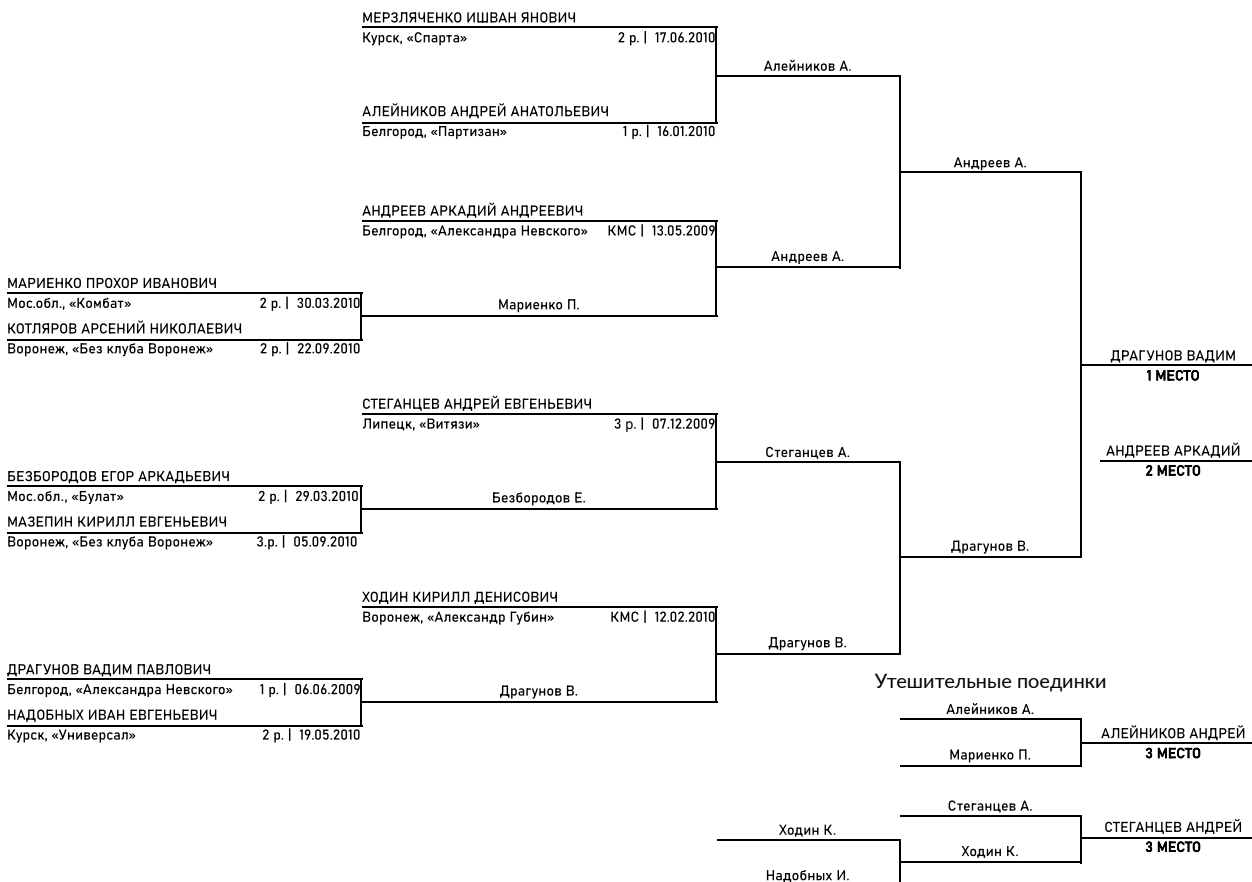 МЕРЗЛЯЧЕНКО ИШВАН ЯНОВИЧ
Курск, «Спарта» 2 р. | 17.06.2010
Алейников А.
АЛЕЙНИКОВ АНДРЕЙ АНАТОЛЬЕВИЧ
Белгород, «Партизан» 1 р. | 16.01.2010
Андреев А.
АНДРЕЕВ АРКАДИЙ АНДРЕЕВИЧ
Белгород, «Александра Невского» КМС | 13.05.2009
Андреев А.
МАРИЕНКО ПРОХОР ИВАНОВИЧ
Мос.обл., «Комбат» 2 р. | 30.03.2010
Мариенко П.
КОТЛЯРОВ АРСЕНИЙ НИКОЛАЕВИЧ
Воронеж, «Без клуба Воронеж» 2 р. | 22.09.2010
ДРАГУНОВ ВАДИМ
1 МЕСТО
СТЕГАНЦЕВ АНДРЕЙ ЕВГЕНЬЕВИЧ
Липецк, «Витязи» 3 р. | 07.12.2009
Стеганцев А.
АНДРЕЕВ АРКАДИЙ
2 МЕСТО
БЕЗБОРОДОВ ЕГОР АРКАДЬЕВИЧ
Мос.обл., «Булат» 2 р. | 29.03.2010
Безбородов Е.
МАЗЕПИН КИРИЛЛ ЕВГЕНЬЕВИЧ
Воронеж, «Без клуба Воронеж» 3.р. | 05.09.2010
Драгунов В.
ХОДИН КИРИЛЛ ДЕНИСОВИЧ
Воронеж, «Александр Губин» КМС | 12.02.2010
Драгунов В.
ДРАГУНОВ ВАДИМ ПАВЛОВИЧ
Белгород, «Александра Невского» 1 р. | 06.06.2009
Драгунов В.
НАДОБНЫХ ИВАН ЕВГЕНЬЕВИЧ
Курск, «Универсал» 2 р. | 19.05.2010
Утешительные поединки
Алейников А.
АЛЕЙНИКОВ АНДРЕЙ
3 МЕСТО
Мариенко П.
Стеганцев А.
СТЕГАНЦЕВ АНДРЕЙ
3 МЕСТО
Ходин К.
Ходин К.
Надобных И.